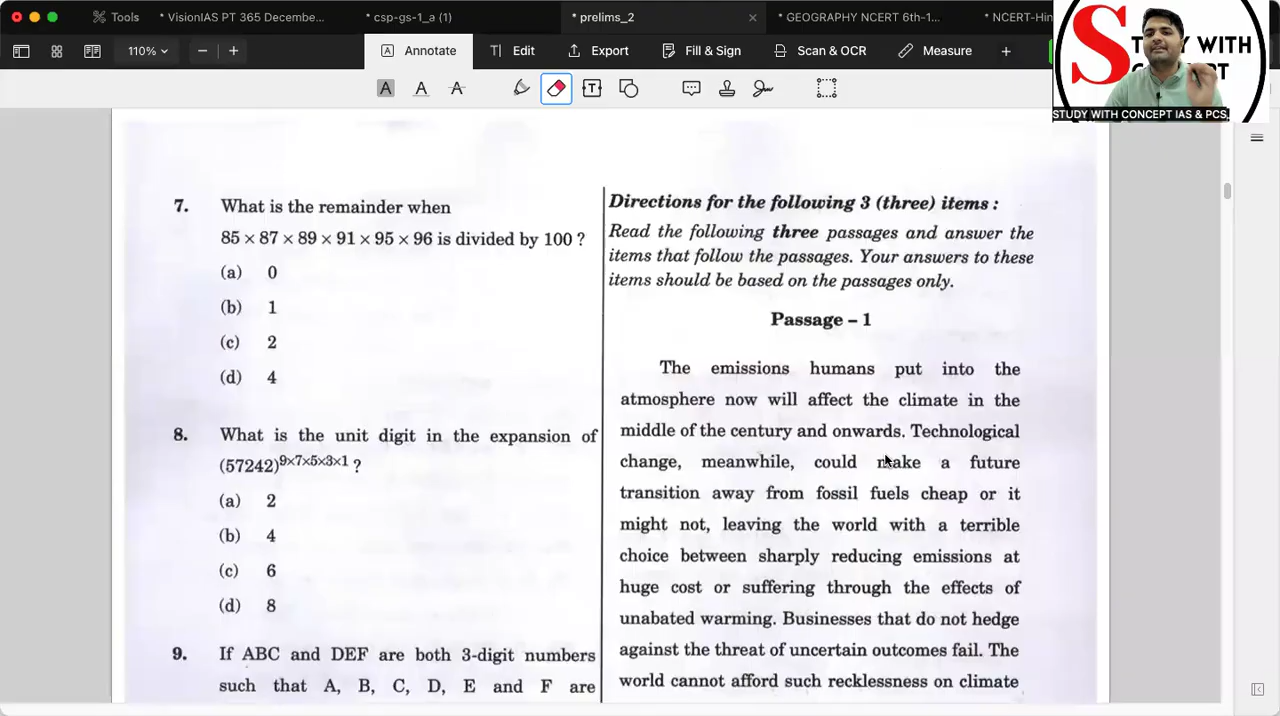 Tools
* VisionIAS PT 365 Decembe...
* csp-gs-1_a (1)
* prelims_2
* GEOGRAPHY NCERT 6th-1...
* NCERT-Hin
110%
Annotate
Edit
Export
Fill & Sign
Scan & OCR
Measure
S
STUDY WITH
STUDY WITH CONCEPT IAS & PCS,
7. What is the remainder when
85 × 87 × 89 × 91 × 95 × 96 is divided by 100 ?
(a) 0
(b) 1
(c) 2
(d) 4
8. What is the unit digit in the expansion of
(57242)^9×7×5×3×1 ?
(a) 2
(b) 4
(c) 6
(d) 8
9. If ABC and DEF are both 3-digit numbers
such that A, B, C, D, E and F are
Directions for the following 3 (three) items :
Read the following three passages and answer the
items that follow the passages. Your answers to these
items should be based on the passages only.
Passage – 1
The emissions humans put into the
atmosphere now will affect the climate in the
middle of the century and onwards. Technological
change, meanwhile, could make a future
transition away from fossil fuels cheap or it
might not, leaving the world with a terrible
choice between sharply reducing emissions at
huge cost or suffering through the effects of
unabated warming. Businesses that do not hedge
against the threat of uncertain outcomes fail. The
world cannot afford such recklessness on climate